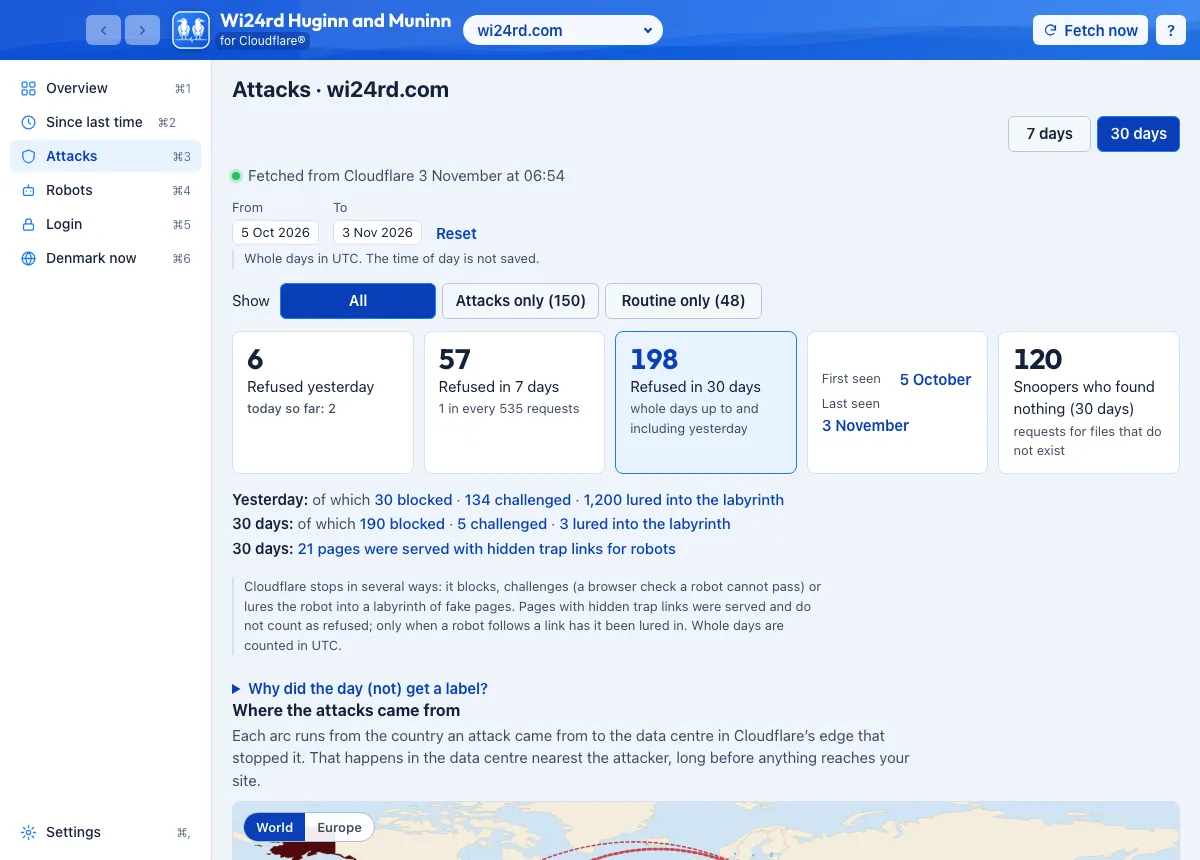 Wi24rd Huginn and Muninn
for Cloudflare®
wi24rd.com
Fetch now
?
Overview ⌘1
Since last time ⌘2
Attacks ⌘3
Robots ⌘4
Login ⌘5
Denmark now ⌘6
Settings ⌘,
Attacks · wi24rd.com
7 days
30 days
Fetched from Cloudflare 3 November at 06:54
From To
5 Oct 2026 3 Nov 2026 Reset
Whole days in UTC. The time of day is not saved.
Show All Attacks only (150) Routine only (48)
6
Refused yesterday
today so far: 2
57
Refused in 7 days
1 in every 535 requests
198
Refused in 30 days
whole days up to and
including yesterday
First seen 5 October
Last seen
3 November
120
Snoopers who found
nothing (30 days)
requests for files that do
not exist
Yesterday: of which 30 blocked · 134 challenged · 1,200 lured into the labyrinth
30 days: of which 190 blocked · 5 challenged · 3 lured into the labyrinth
30 days: 21 pages were served with hidden trap links for robots
Cloudflare stops in several ways: it blocks, challenges (a browser check a robot cannot pass) or
lures the robot into a labyrinth of fake pages. Pages with hidden trap links were served and do
not count as refused; only when a robot follows a link has it been lured in. Whole days are
counted in UTC.
Why did the day (not) get a label?
Where the attacks came from
Each arc runs from the country an attack came from to the data centre in Cloudflare’s edge that
stopped it. That happens in the data centre nearest the attacker, long before anything reaches your
site.
World Europe